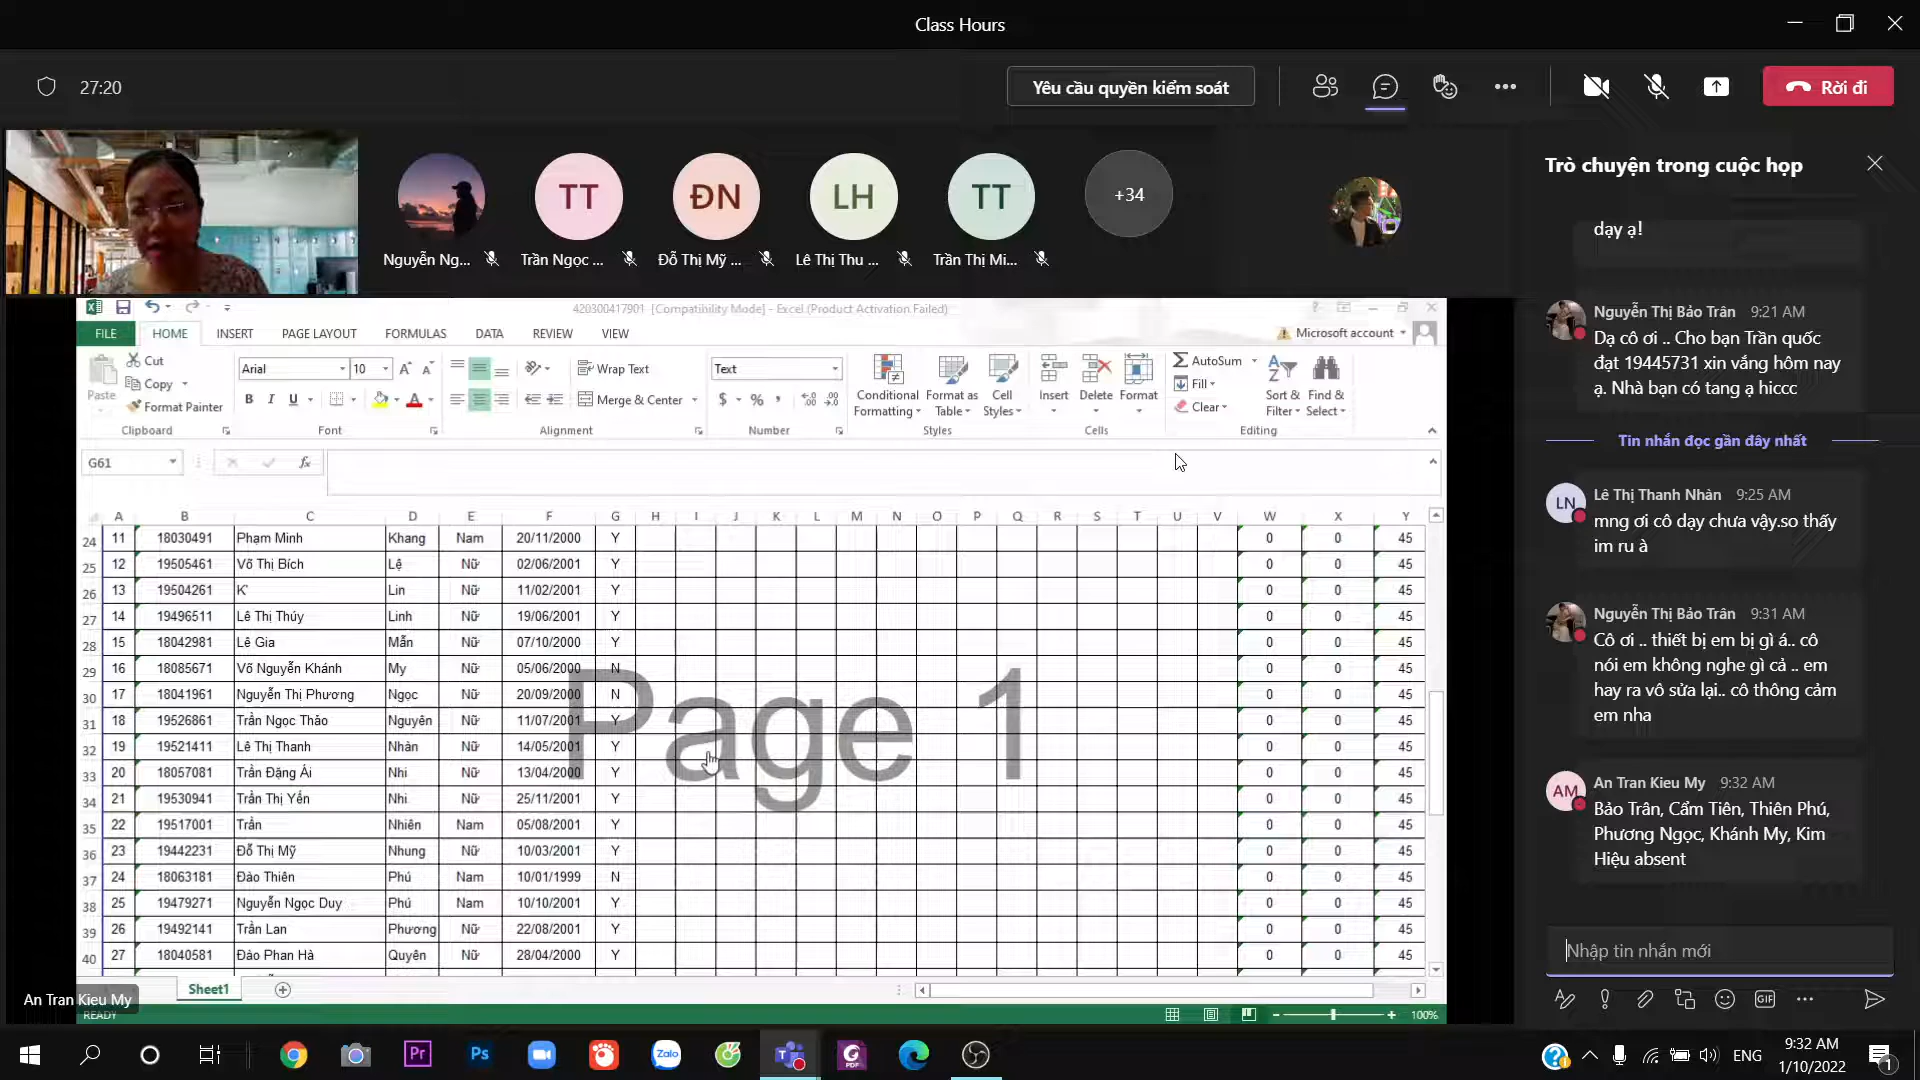 Class Hours
27:20
Yêu cầu quyền kiểm soát
Rời đi
TT
ĐN
LH
TT
+34
Nguyễn Ng...
Trần Ngọc ...
Đỗ Thị Mỹ ...
Lê Thị Thu ...
Trần Thị Mi...
420300417901 [Compatibility Mode] - Excel (Product Activation Failed)
FILE HOME INSERT PAGE LAYOUT FORMULAS DATA REVIEW VIEW Microsoft account
Cut
Copy
Format Painter
Paste
Clipboard
Arial 10
B I U
Font
Wrap Text
Merge & Center
Alignment
Text
$ % ,
Number
Conditional Formatting
Format as Table
Cell Styles
Styles
Insert Delete Format
Cells
AutoSum
Fill
Clear
Sort & Filter
Find & Select
Editing
G61 fx
A B C D E F G H I J K L M N O P Q R S T U V W X Y
24 11 18030491 Phạm Minh Khang Nam 20/11/2000 Y 0 0 45
25 12 19505461 Võ Thị Bích Lệ Nữ 02/06/2001 Y 0 0 45
26 13 19504261 K' Lin Nữ 11/02/2001 Y 0 0 45
27 14 19496511 Lê Thị Thúy Linh Nữ 19/06/2001 Y 0 0 45
28 15 18042981 Lê Gia Mẫn Nữ 07/10/2000 Y 0 0 45
29 16 18085671 Võ Nguyễn Khánh My Nữ 05/06/2000 N 0 0 45
30 17 18041961 Nguyễn Thị Phương Ngọc Nữ 20/09/2000 N 0 0 45
31 18 19526861 Trần Ngọc Thảo Nguyên Nữ 11/07/2001 Y 0 0 45
32 19 19521411 Lê Thị Thanh Nhàn Nữ 14/05/2001 Y 0 0 45
33 20 18057081 Trần Đặng Ái Nhi Nữ 13/04/2000 Y 0 0 45
34 21 19530941 Trần Thị Yến Nhi Nữ 25/11/2001 Y 0 0 45
35 22 19517001 Trần Nhiên Nam 05/08/2001 Y 0 0 45
36 23 19442231 Đỗ Thị Mỹ Nhung Nữ 10/03/2001 Y 0 0 45
37 24 18063181 Đào Thiên Phú Nam 10/01/1999 N 0 0 45
38 25 19479271 Nguyễn Ngọc Duy Phú Nam 10/10/2001 Y 0 0 45
39 26 19492141 Trần Lan Phương Nữ 22/08/2001 Y 0 0 45
40 27 18040581 Đào Phan Hà Quyên Nữ 28/04/2000 Y 0 0 45
Page 1
Sheet1
An Tran Kieu My
READY
100%
Trò chuyện trong cuộc họp
dạy ạ!
Nguyễn Thị Bảo Trân 9:21 AM
Dạ cô ơi .. Cho bạn Trần quốc
đạt 19445731 xin vắng hôm nay
ạ. Nhà bạn có tang ạ hiccc
Tin nhắn đọc gần đây nhất
LN
Lê Thị Thanh Nhàn 9:25 AM
mng ơi cô dạy chưa vậy.so thấy
im ru à
Nguyễn Thị Bảo Trân 9:31 AM
Cô ơi .. thiết bị em bị gì á.. cô
nói em không nghe gì cả .. em
hay ra vô sửa lại.. cô thông cảm
em nha
AM
An Tran Kieu My 9:32 AM
Bảo Trân, Cẩm Tiên, Thiên Phú,
Phương Ngọc, Khánh My, Kim
Hiệu absent
Nhập tin nhắn mới
GIF
Pr
Ps
Zalo
PDF
ENG
9:32 AM
1/10/2022
1